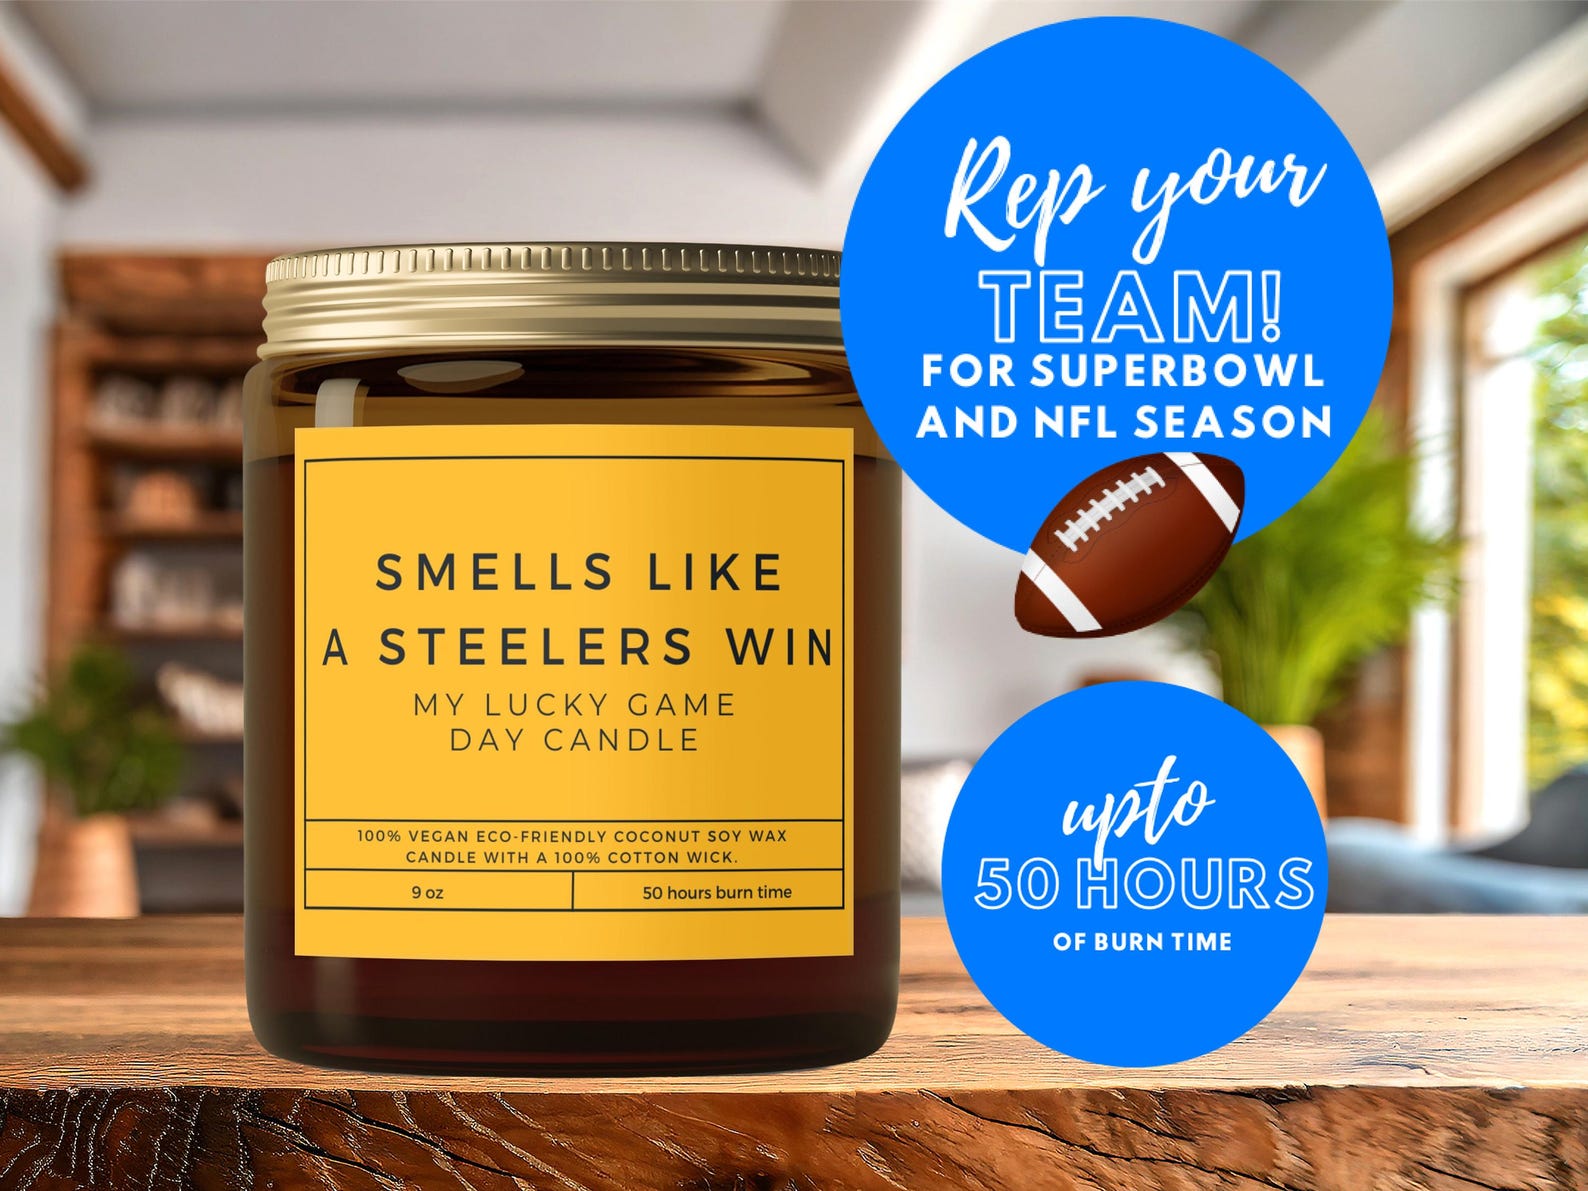 Rep your
TEAM!
FOR SUPERBOWL
AND NFL SEASON
SMELLS LIKE
A STEELERS WIN
MY LUCKY GAME
DAY CANDLE
100% VEGAN ECO-FRIENDLY COCONUT SOY WAX
CANDLE WITH A 100% COTTON WICK.
9 oz
50 hours burn time
upto
50 HOURS
OF BURN TIME